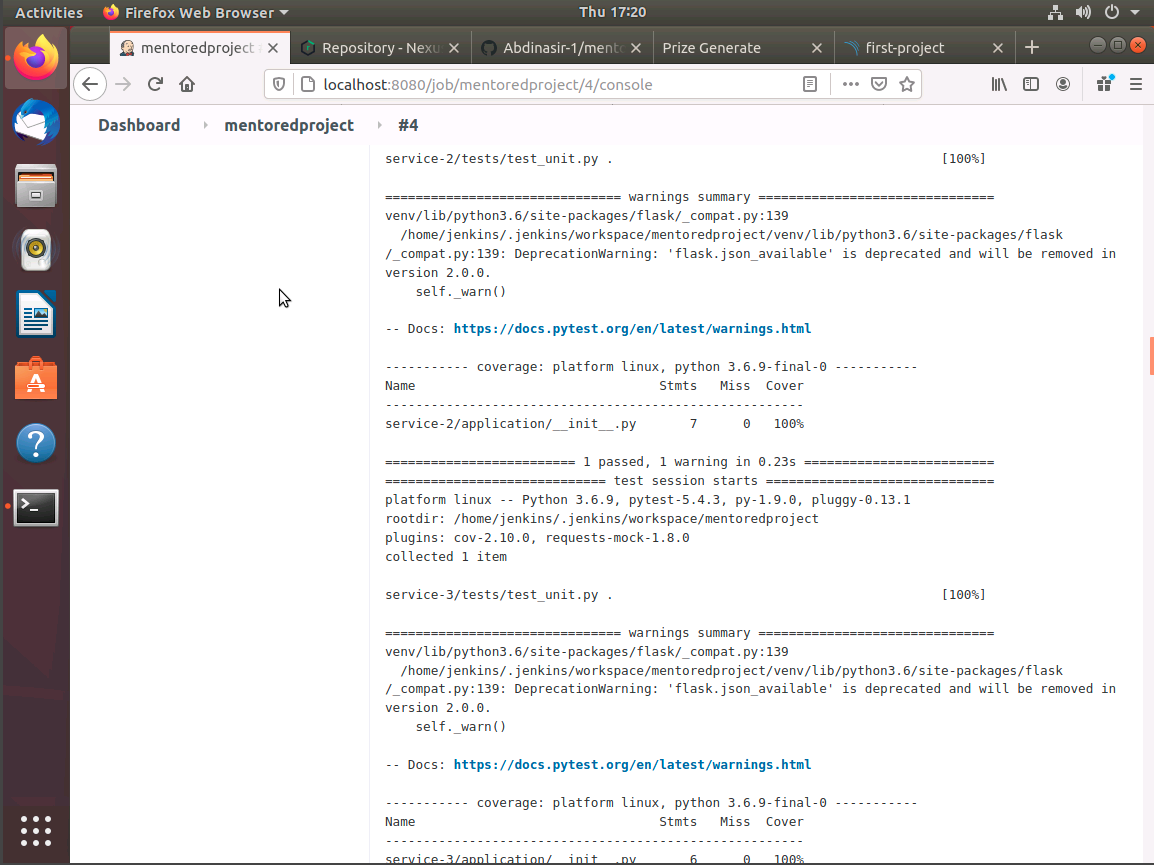 Activities Firefox Web Browser Thu 17:20
mentoredproject Repository - Nexu Abdinasir-1/mento Prize Generate first-project
localhost:8080/job/mentoredproject/4/console
Dashboard mentoredproject #4
service-2/tests/test_unit.py . [100%]
=============================== warnings summary ===============================
venv/lib/python3.6/site-packages/flask/_compat.py:139
/home/jenkins/.jenkins/workspace/mentoredproject/venv/lib/python3.6/site-packages/flask
/_compat.py:139: DeprecationWarning: 'flask.json_available' is deprecated and will be removed in
version 2.0.0.
self._warn()
-- Docs: https://docs.pytest.org/en/latest/warnings.html
----------- coverage: platform linux, python 3.6.9-final-0 -----------
Name Stmts Miss Cover
-------------------------------------------------------
service-2/application/__init__.py 7 0 100%
========================= 1 passed, 1 warning in 0.23s =========================
============================= test session starts ==============================
platform linux -- Python 3.6.9, pytest-5.4.3, py-1.9.0, pluggy-0.13.1
rootdir: /home/jenkins/.jenkins/workspace/mentoredproject
plugins: cov-2.10.0, requests-mock-1.8.0
collected 1 item
service-3/tests/test_unit.py . [100%]
=============================== warnings summary ===============================
venv/lib/python3.6/site-packages/flask/_compat.py:139
/home/jenkins/.jenkins/workspace/mentoredproject/venv/lib/python3.6/site-packages/flask
/_compat.py:139: DeprecationWarning: 'flask.json_available' is deprecated and will be removed in
version 2.0.0.
self._warn()
-- Docs: https://docs.pytest.org/en/latest/warnings.html
----------- coverage: platform linux, python 3.6.9-final-0 -----------
Name Stmts Miss Cover
-------------------------------------------------------
service-3/application/__init__.py 6 0 100%